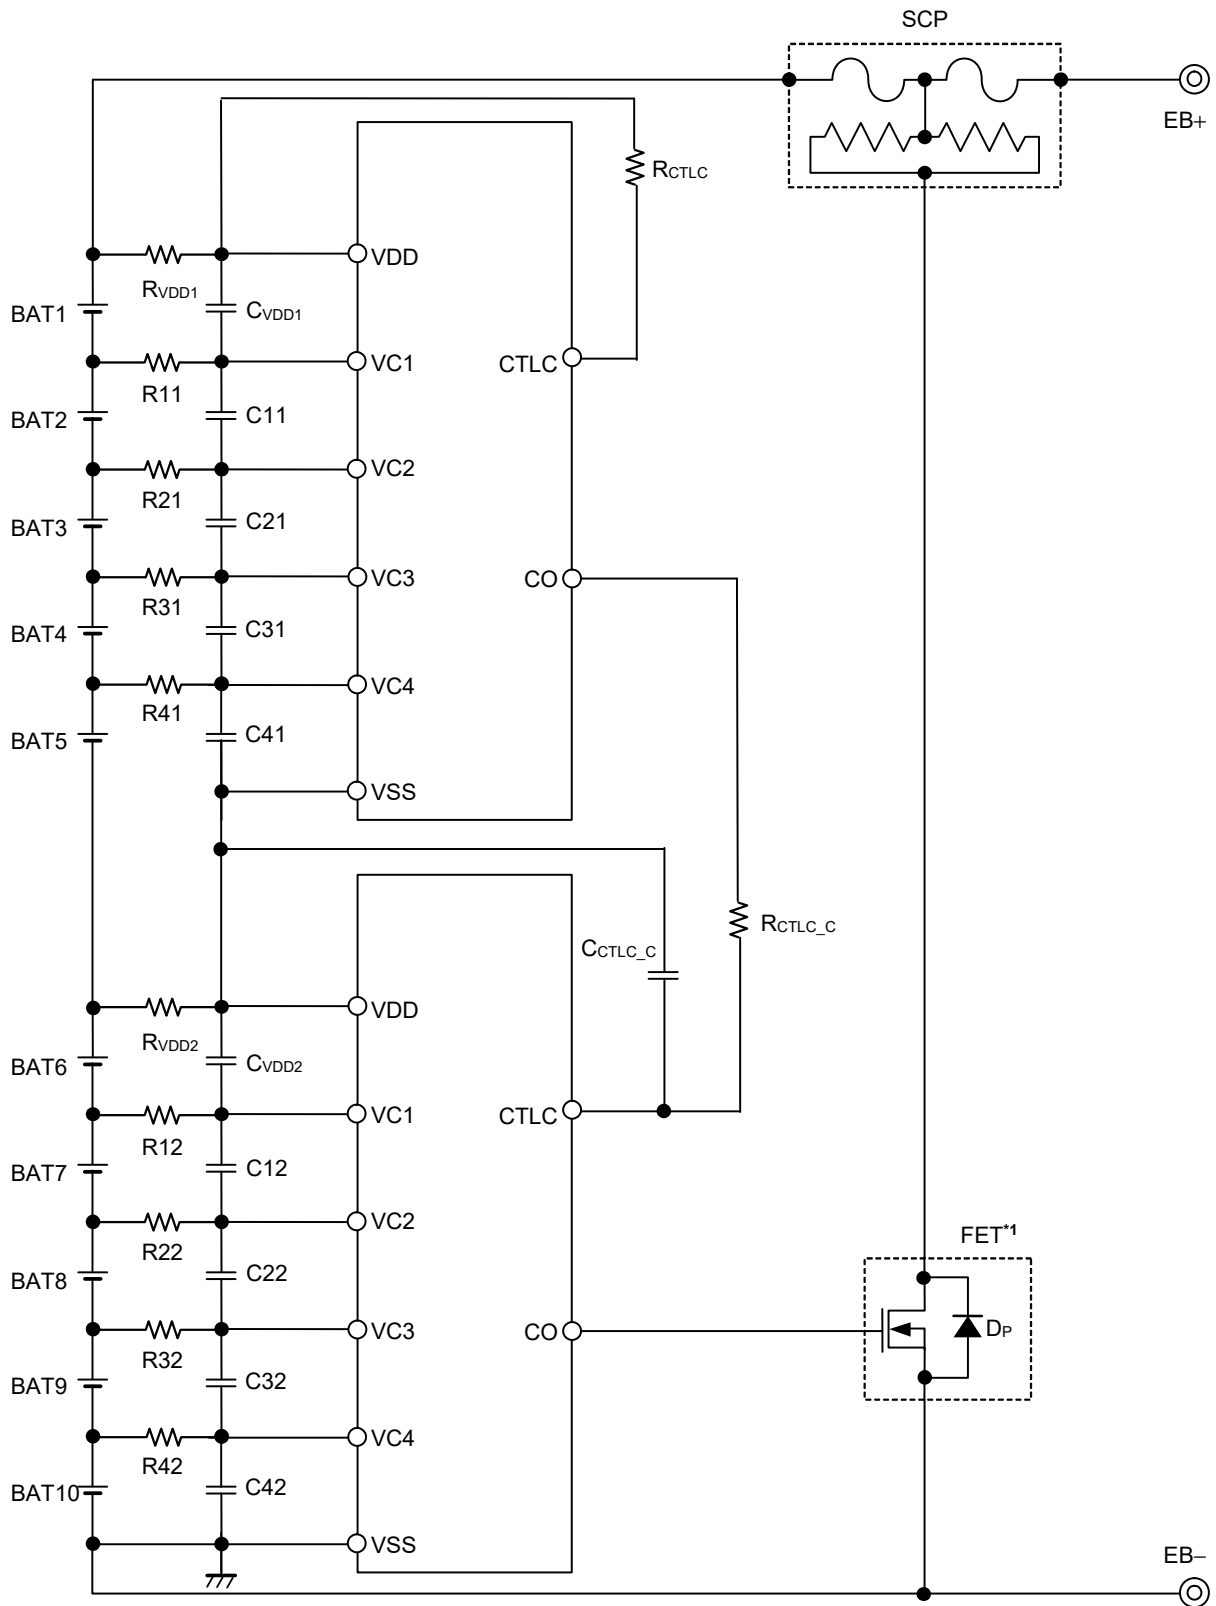 SCP
EB+
RCTLC
VDD
RVDD1
BAT1
CVDD1
VC1
CTLC
R11
BAT2
C11
VC2
R21
BAT3
C21
VC3
CO
R31
BAT4
C31
VC4
R41
BAT5
C41
VSS
RCTLC_C
CCTLC_C
VDD
RVDD2
BAT6
CVDD2
VC1
CTLC
R12
BAT7
C12
VC2
R22
FET*1
BAT8
C22
VC3
CO
DP
R32
BAT9
C32
VC4
R42
BAT10
C42
VSS
EB−